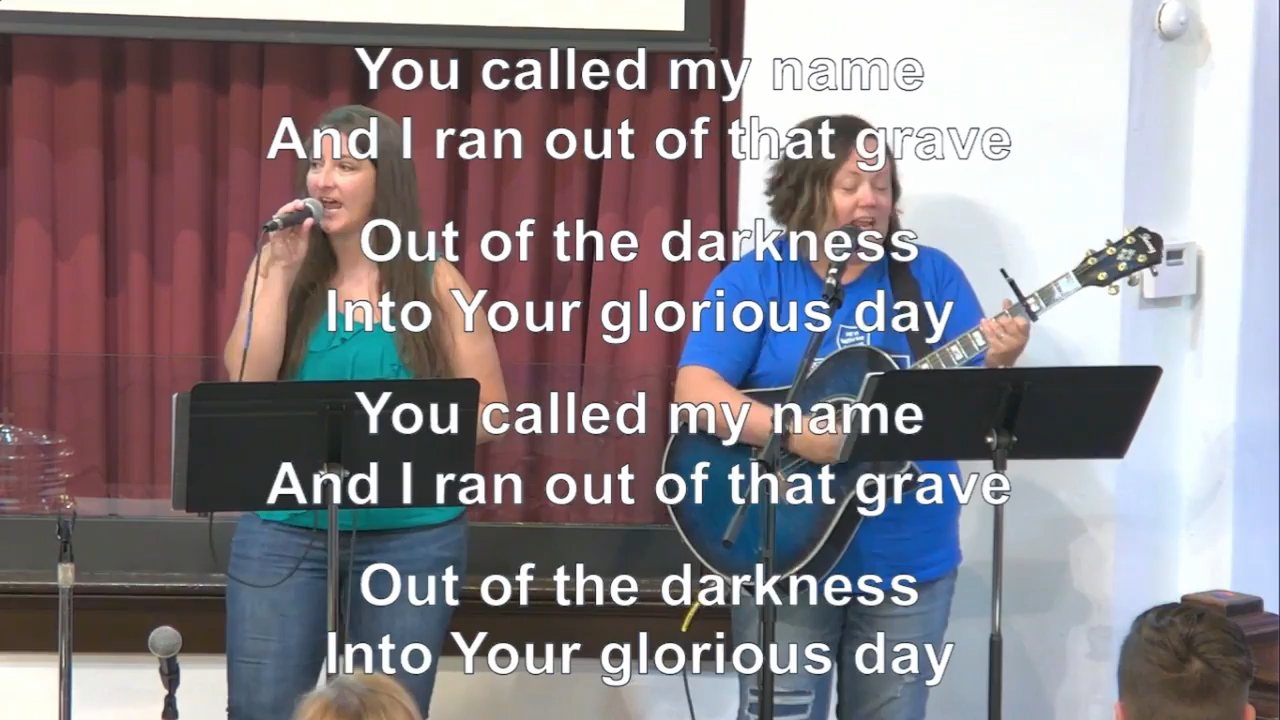 You called my name
And I ran out of that grave
Out of the darkness
Into Your glorious day
You called my name
And I ran out of that grave
Out of the darkness
Into Your glorious day